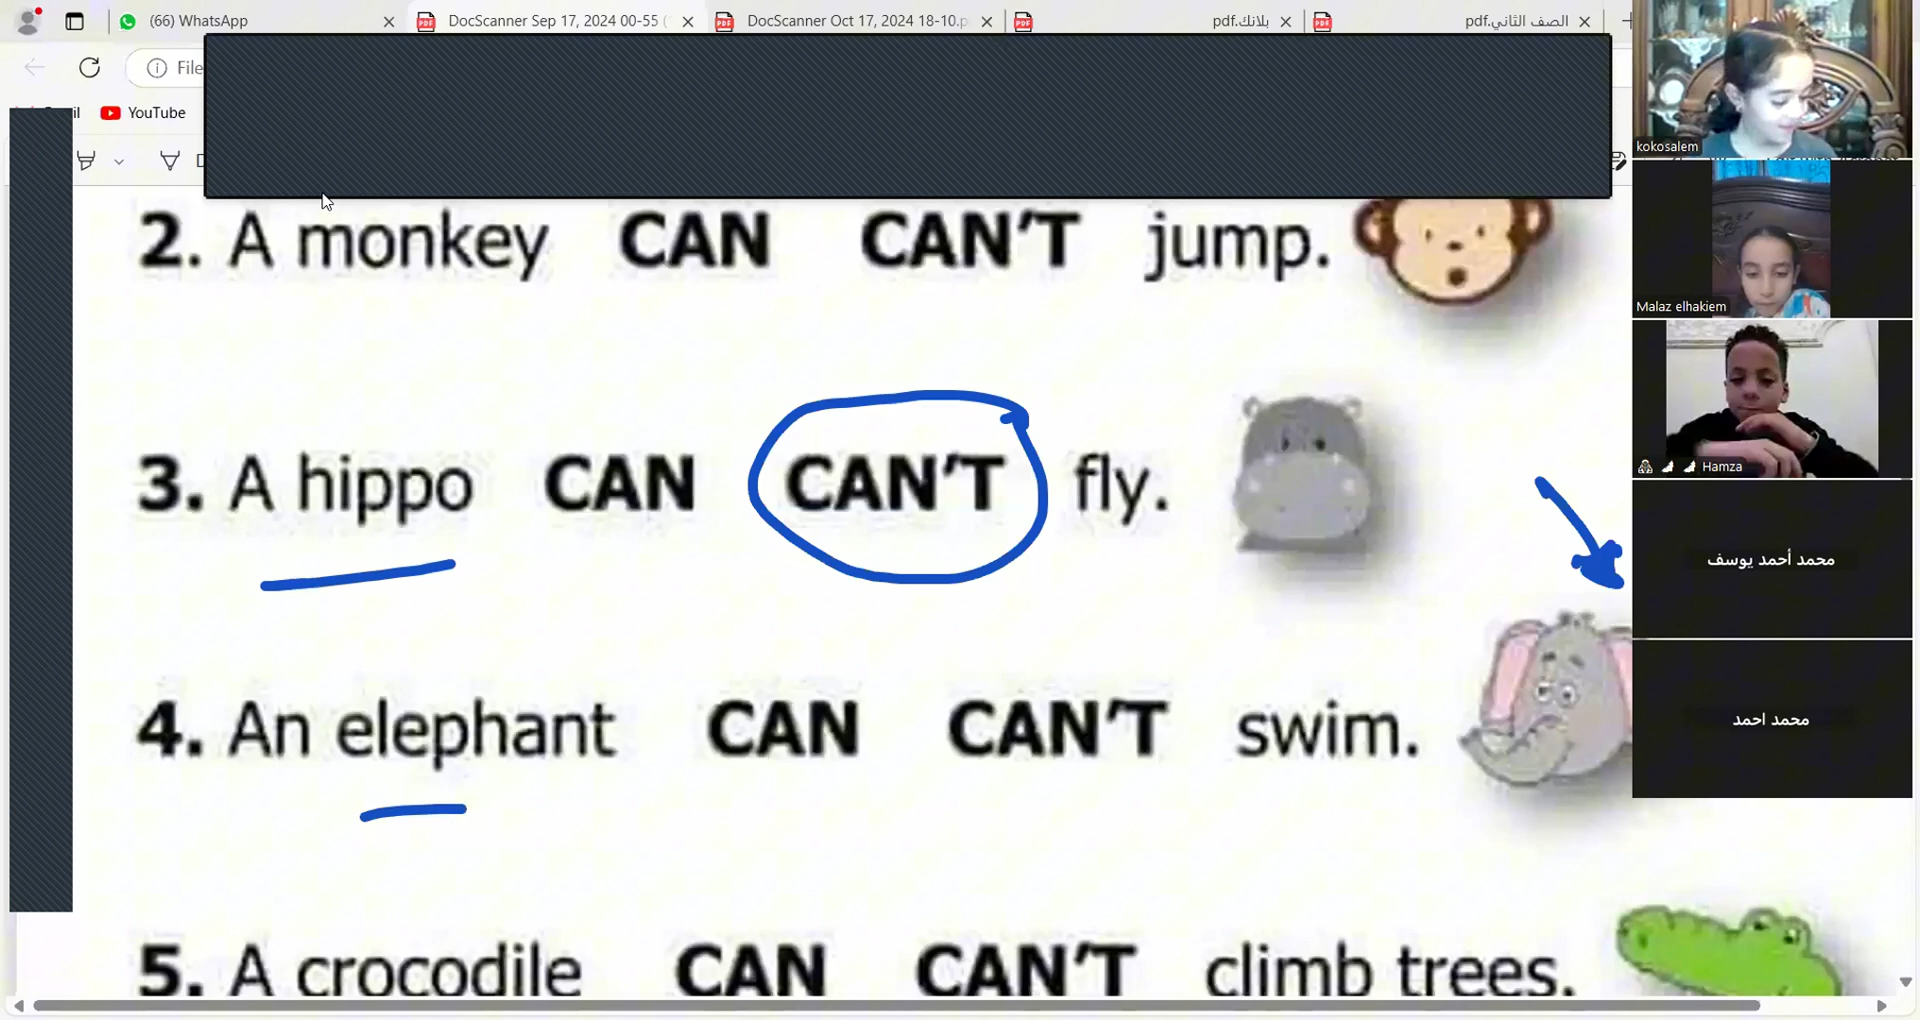 (66) WhatsApp
DocScanner Sep 17, 2024 00-55 (
DocScanner Oct 17, 2024 18-10.p
بلانك.pdf
الصف الثاني.pdf
File
YouTube
2. A monkey CAN CAN'T jump.
3. A hippo CAN CAN'T fly.
4. An elephant CAN CAN'T swim.
5. A crocodile CAN CAN'T climb trees.
kokosalem
Malaz elhakiem
Hamza
محمد أحمد يوسف
محمد احمد